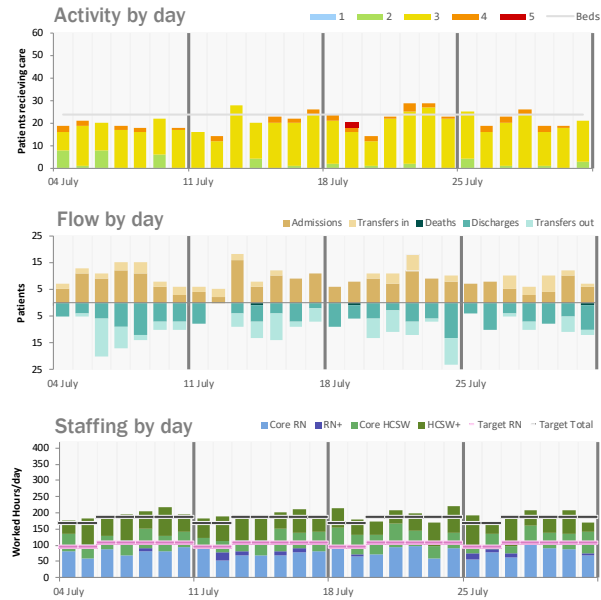 Activity by day
1 2 3 4 5 Beds
Patients recieving care
60
50
40
30
20
10
0
04 July 11 July 18 July 25 July
Flow by day
Admissions Transfers in Deaths Discharges Transfers out
Patients
25
15
5
5
15
25
04 July 11 July 18 July 25 July
Staffing by day
Core RN RN+ Core HCSW HCSW+ Target RN Target Total
Worked Hours/day
400
350
300
250
200
150
100
50
0
04 July 11 July 18 July 25 July